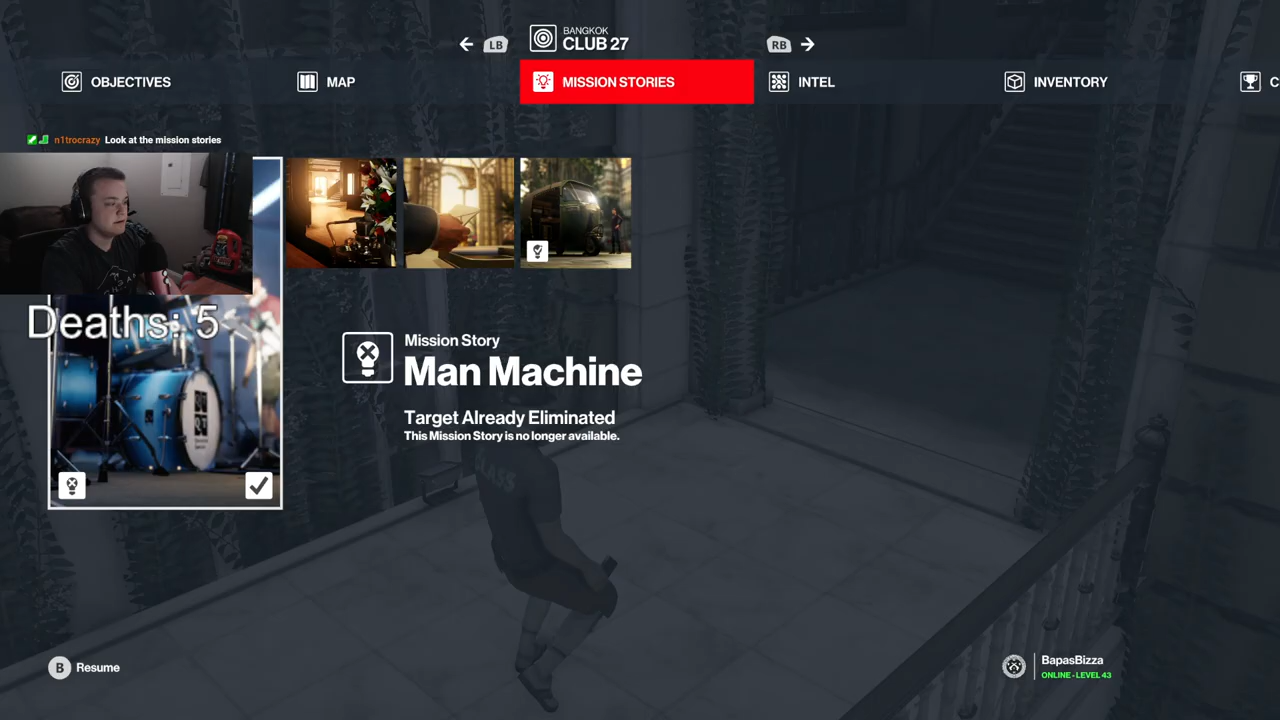 BANGKOK
LB CLUB 27 RB
OBJECTIVES MAP MISSION STORIES INTEL INVENTORY C
n1trocrazy Look at the mission stories
Deaths: 5
Mission Story
Man Machine
Target Already Eliminated
This Mission Story is no longer available.
B Resume
BapasBizza
ONLINE - LEVEL 43